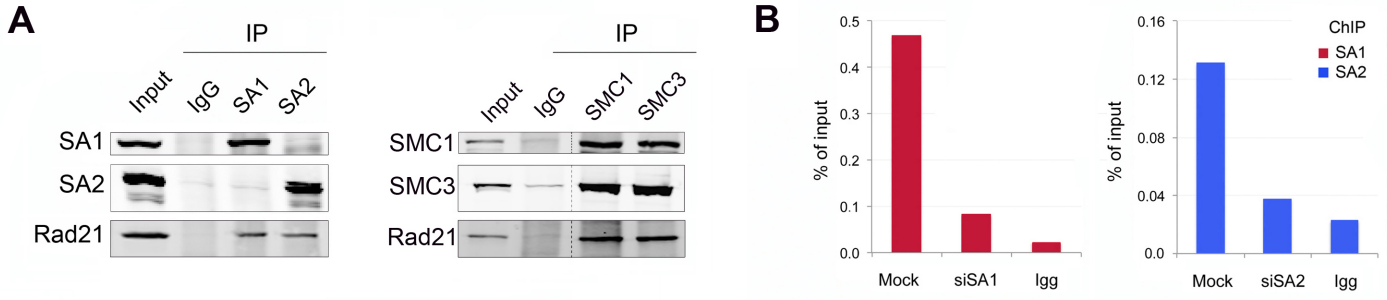 A
IP
Input
IgG
SA1
SA2
SA1
SA2
Rad21
IP
Input
IgG
SMC1
SMC3
SMC1
SMC3
Rad21
B
% of input
0.5
0.4
0.3
0.2
0.1
0.0
Mock
siSA1
Igg
% of input
0.16
0.12
0.08
0.04
0.0
Mock
siSA2
Igg
ChIP
SA1
SA2